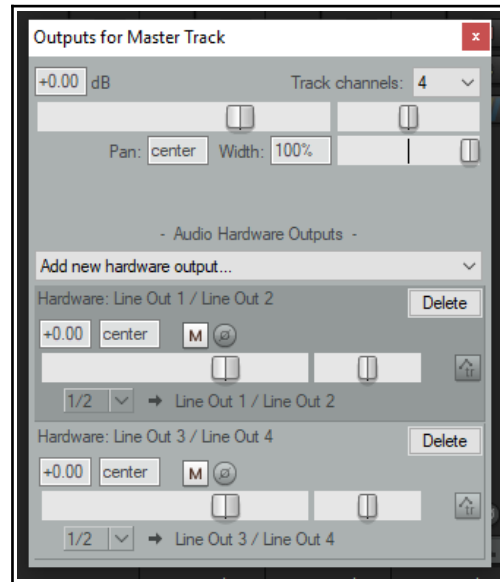 Outputs for Master Track x
+0.00 dB Track channels: 4
Pan: center Width: 100%
- Audio Hardware Outputs -
Add new hardware output...
Hardware: Line Out 1 / Line Out 2 Delete
+0.00 center M ø
tr
1/2 → Line Out 1 / Line Out 2
Hardware: Line Out 3 / Line Out 4 Delete
+0.00 center M ø
tr
1/2 → Line Out 3 / Line Out 4